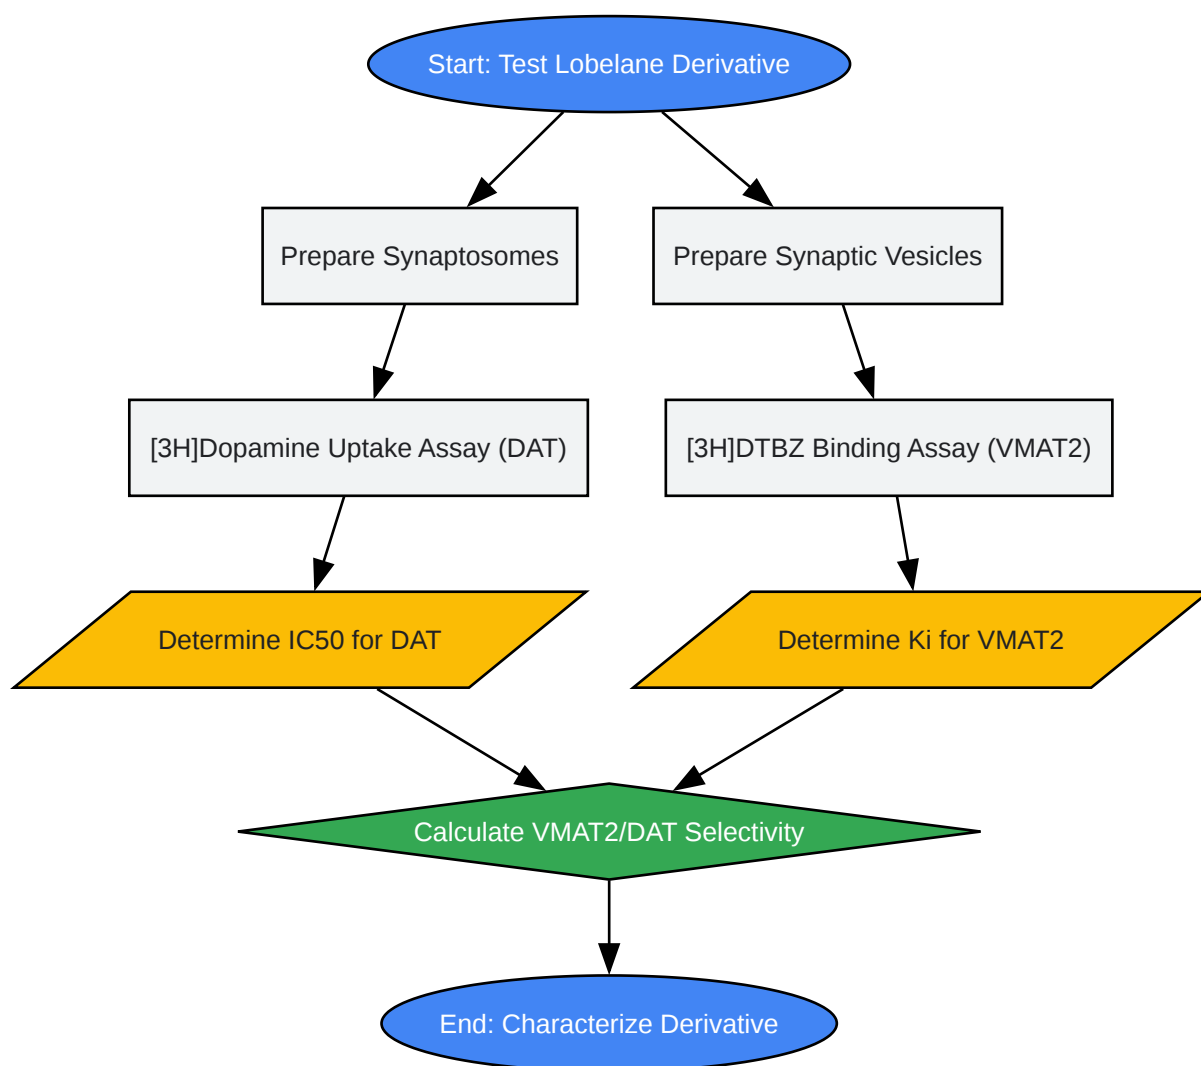 Start: Test Lobelane Derivative
Prepare Synaptosomes
Prepare Synaptic Vesicles
[3H]Dopamine Uptake Assay (DAT)
[3H]DTBZ Binding Assay (VMAT2)
Determine IC50 for DAT
Determine Ki for VMAT2
Calculate VMAT2/DAT Selectivity
End: Characterize Derivative